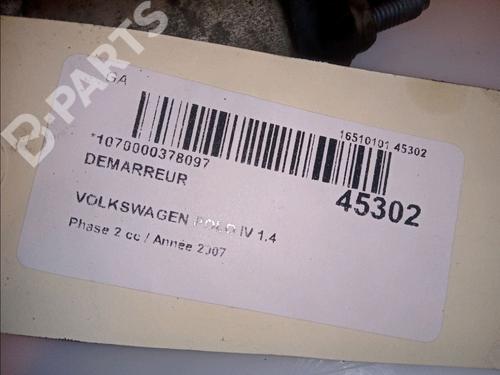 B-PARTS
GA
16510101 45302
*1070000378097
DEMARREUR
45302
VOLKSWAGEN POLO IV 1.4
Phase 2 cc / Année 2007